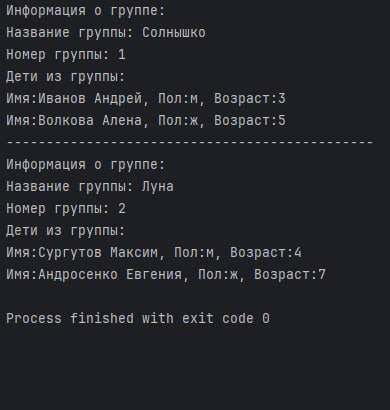 Информация о группе:
Название группы: Солнышко
Номер группы: 1
Дети из группы:
Имя:Иванов Андрей, Пол:м, Возраст:3
Имя:Волкова Алена, Пол:ж, Возраст:5
----------------------------------------------
Информация о группе:
Название группы: Луна
Номер группы: 2
Дети из группы:
Имя:Сургутов Максим, Пол:м, Возраст:4
Имя:Андросенко Евгения, Пол:ж, Возраст:7
Process finished with exit code 0